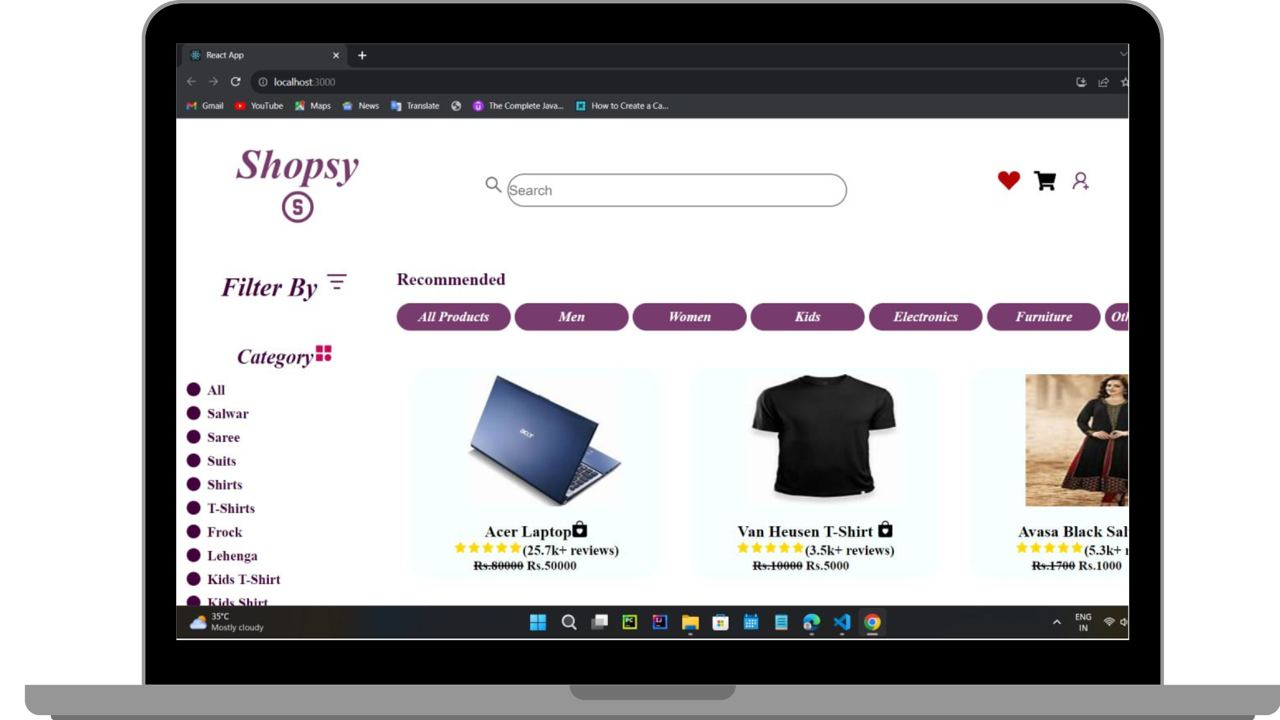 React App
localhost:3000
Gmail YouTube Maps News Translate The Complete Java... How to Create a Ca...
Shopsy
S
Search
Filter By
Recommended
All Products Men Women Kids Electronics Furniture
Category
All
Salwar
Saree
Suits
Shirts
T-Shirts
Frock
Lehenga
Kids T-Shirt
Kids Shirt
acer
Acer Laptop
(25.7k+ reviews)
Rs.80000 Rs.50000
Van Heusen T-Shirt
(3.5k+ reviews)
Rs.10000 Rs.5000
Avasa Black
(5.3k+
Rs.1700 Rs.1000
35°C
Mostly cloudy
PC
IJ
ENG
IN